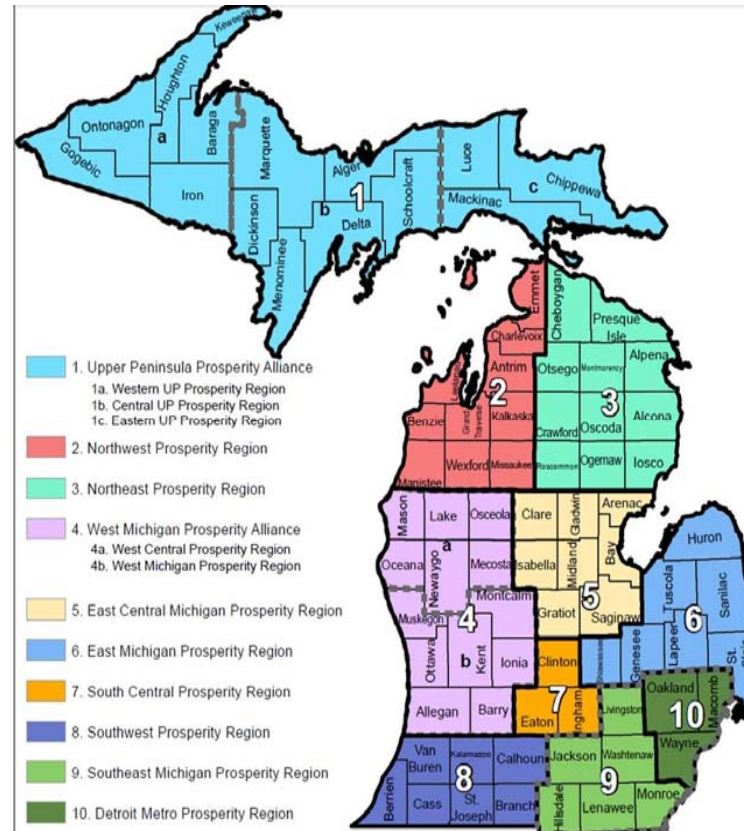 Keweenaw
Houghton
Ontonagon
a
Baraga
Gogebic
Iron
Marquette
Alger
1
b
Schoolcraft
Delta
Dickinson
Menominee
Luce
c
Chippewa
Mackinac
Emmet
Cheboygan
Presque
Isle
Charlevoix
Antrim
Otsego
Montmorency
Alpena
Leelanau
2
3
Benzie
Grand
Traverse
Kalkaska
Crawford
Oscoda
Alcona
Manistee
Wexford
Missaukee
Roscommon
Ogemaw
Iosco
Mason
Lake
Osceola
Clare
Gladwin
Arenac
a
Oceana
Newaygo
Mecosta
Isabella
Midland
Bay
Huron
Montcalm
Tuscola
Sanilac
Muskegon
4
Gratiot
5
Saginaw
6
Ottawa
b
Kent
Ionia
Clinton
Shiawassee
Genesee
Lapeer
St.
Allegan
Barry
Eaton
7
Ingham
Livingston
Oakland
Macomb
10
Van
Buren
Kalamazoo
Calhoun
Jackson
Washtenaw
Wayne
Berrien
8
Cass
St.
Joseph
Branch
Hillsdale
9
Lenawee
Monroe
1. Upper Peninsula Prosperity Alliance
1a. Western UP Prosperity Region
1b. Central UP Prosperity Region
1c. Eastern UP Prosperity Region
2. Northwest Prosperity Region
3. Northeast Prosperity Region
4. West Michigan Prosperity Alliance
4a. West Central Prosperity Region
4b. West Michigan Prosperity Region
5. East Central Michigan Prosperity Region
6. East Michigan Prosperity Region
7. South Central Prosperity Region
8. Southwest Prosperity Region
9. Southeast Michigan Prosperity Region
10. Detroit Metro Prosperity Region